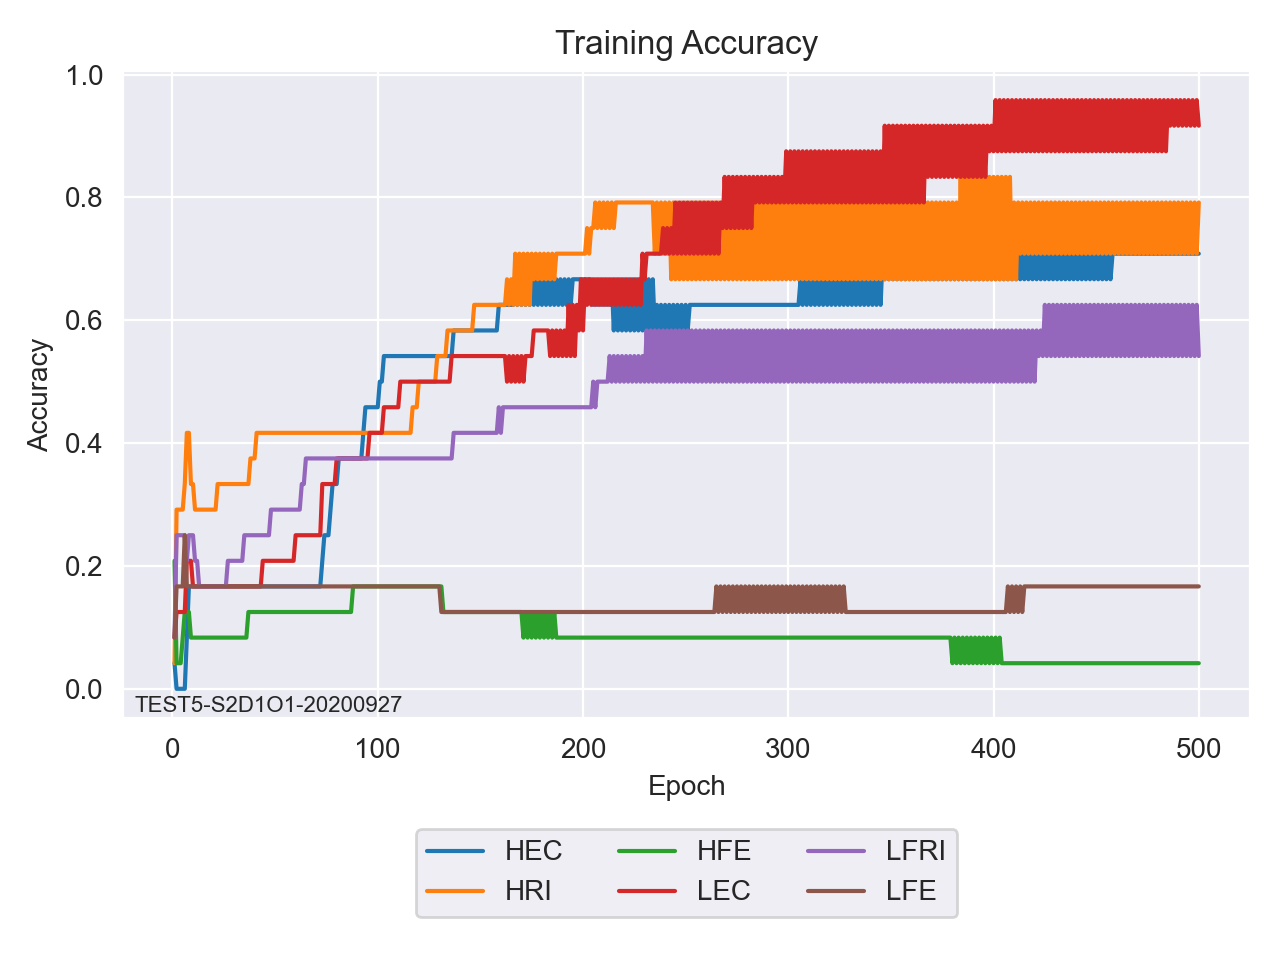 Training Accuracy
1.0
0.8
0.6
0.4
0.2
0.0
Accuracy
TEST5-S2D1O1-20200927
0 100 200 300 400 500
Epoch
HEC HFE LFRI
HRI LEC LFE